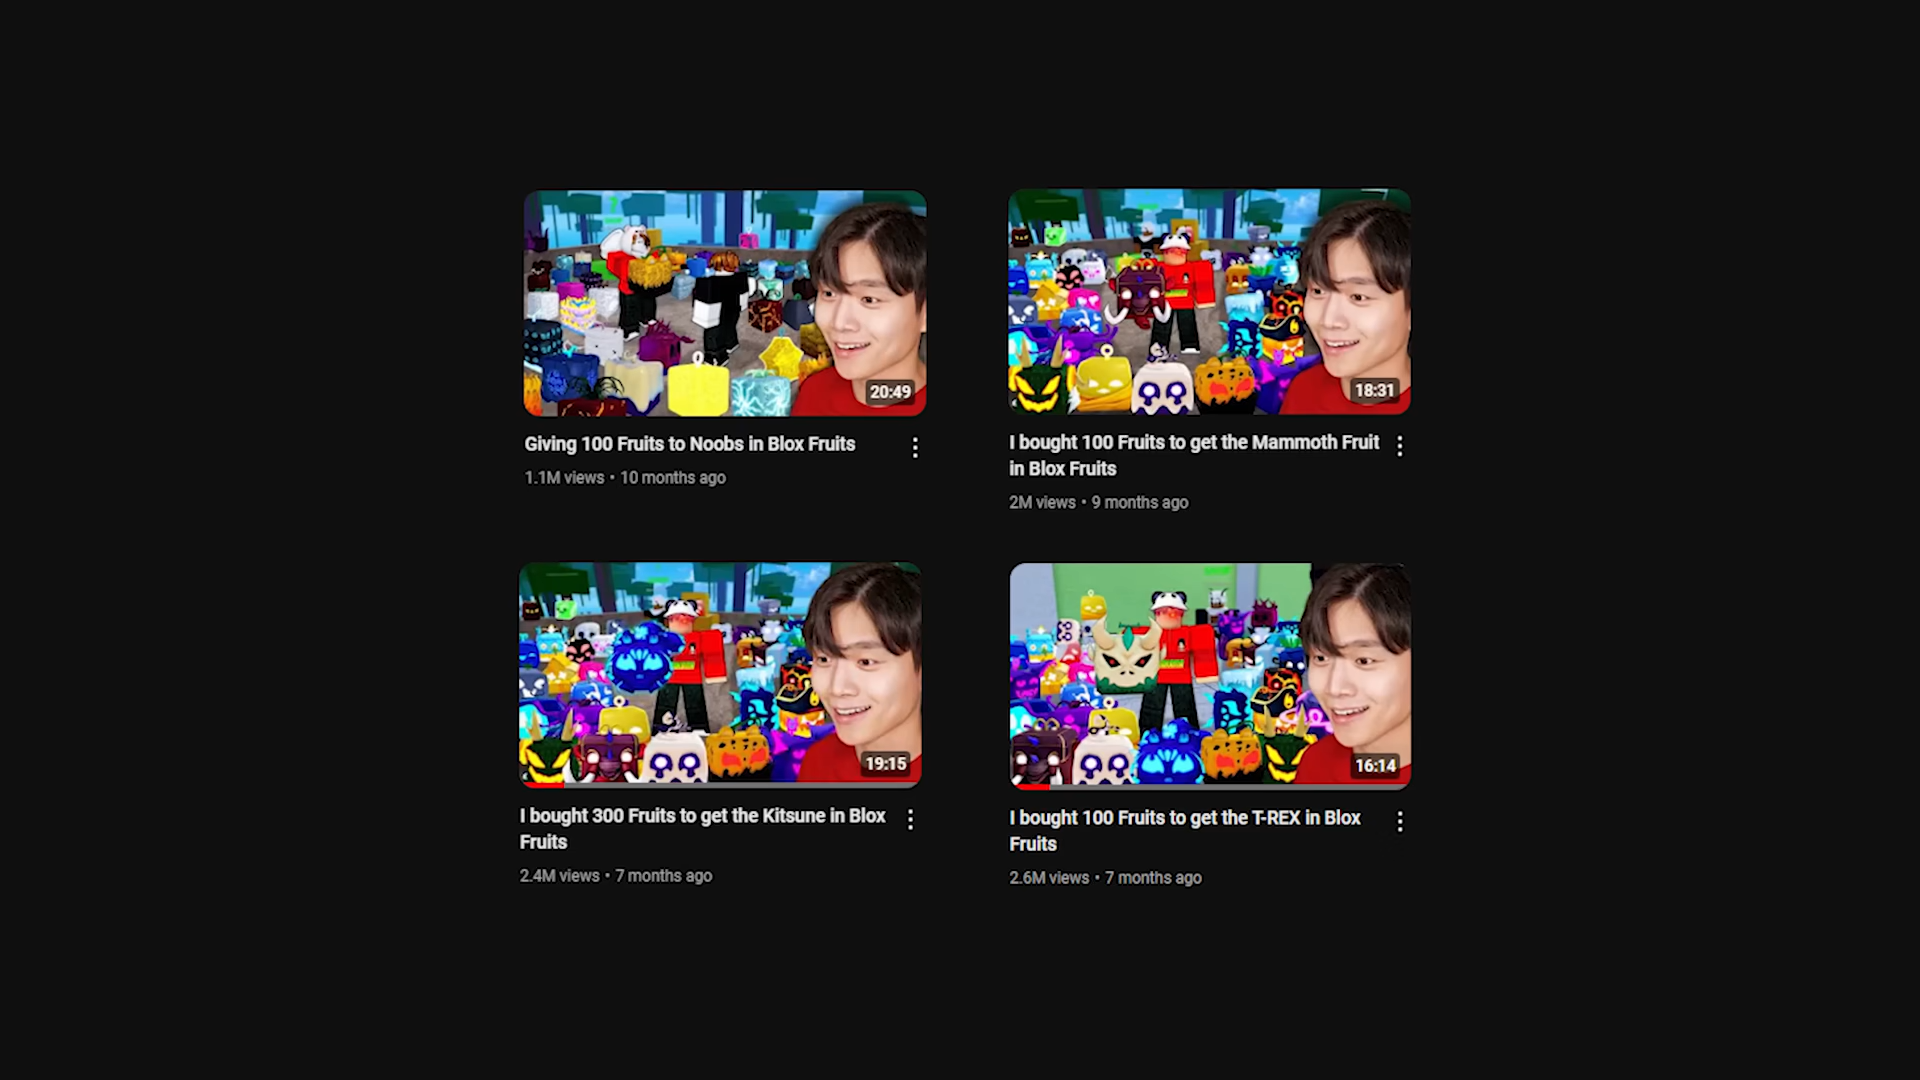 20:49
Giving 100 Fruits to Noobs in Blox Fruits
1.1M views • 10 months ago
18:31
I bought 100 Fruits to get the Mammoth Fruit
in Blox Fruits
2M views • 9 months ago
19:15
I bought 300 Fruits to get the Kitsune in Blox
Fruits
2.4M views • 7 months ago
16:14
I bought 100 Fruits to get the T-REX in Blox
Fruits
2.6M views • 7 months ago